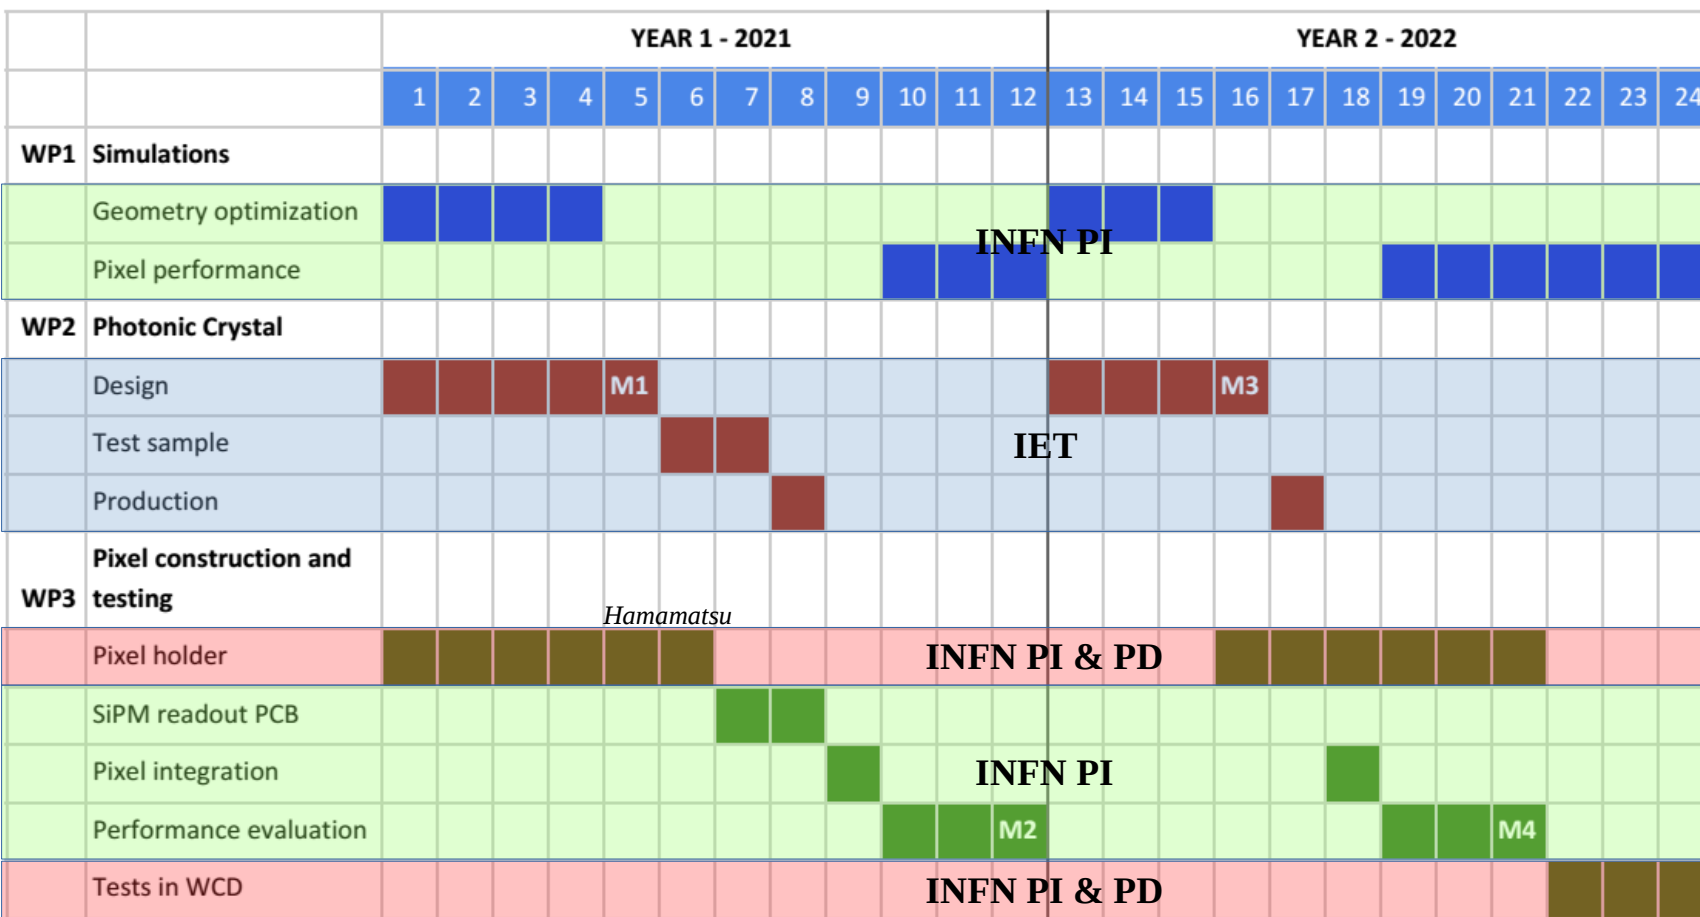 YEAR 1 - 2021 YEAR 2 - 2022
1 2 3 4 5 6 7 8 9 10 11 12 13 14 15 16 17 18 19 20 21 22 23 24
WP1 Simulations
Geometry optimization
INFN PI
Pixel performance
WP2 Photonic Crystal
Design M1 M3
Test sample IET
Production
Pixel construction and
WP3 testing
Hamamatsu
Pixel holder INFN PI & PD
SiPM readout PCB
Pixel integration INFN PI
Performance evaluation M2 M4
Tests in WCD INFN PI & PD